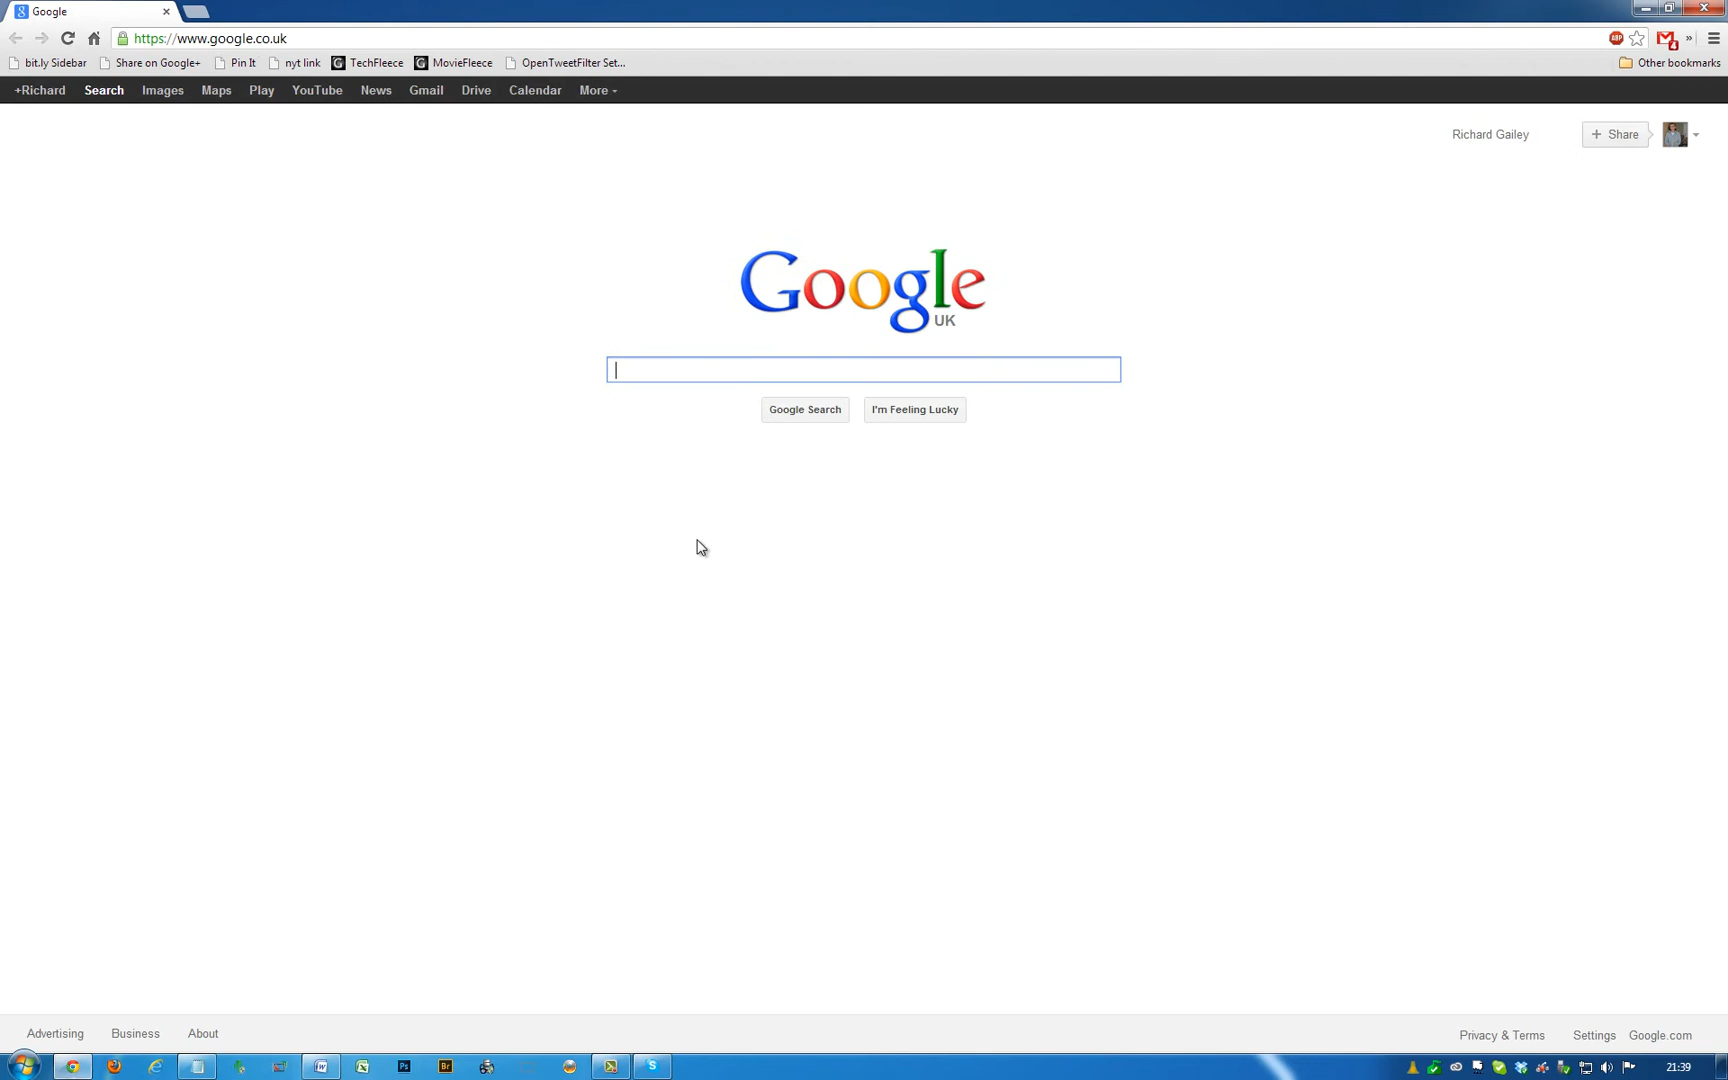 Google
https://www.google.co.uk
ABP
4
bit.ly Sidebar Share on Google+ Pin It nyt link TechFleece MovieFleece OpenTweetFilter Set... Other bookmarks
+Richard Search Images Maps Play YouTube News Gmail Drive Calendar More
Richard Gailey + Share
Google
UK
Google Search I'm Feeling Lucky
Advertising Business About Privacy & Terms Settings Google.com
21:39